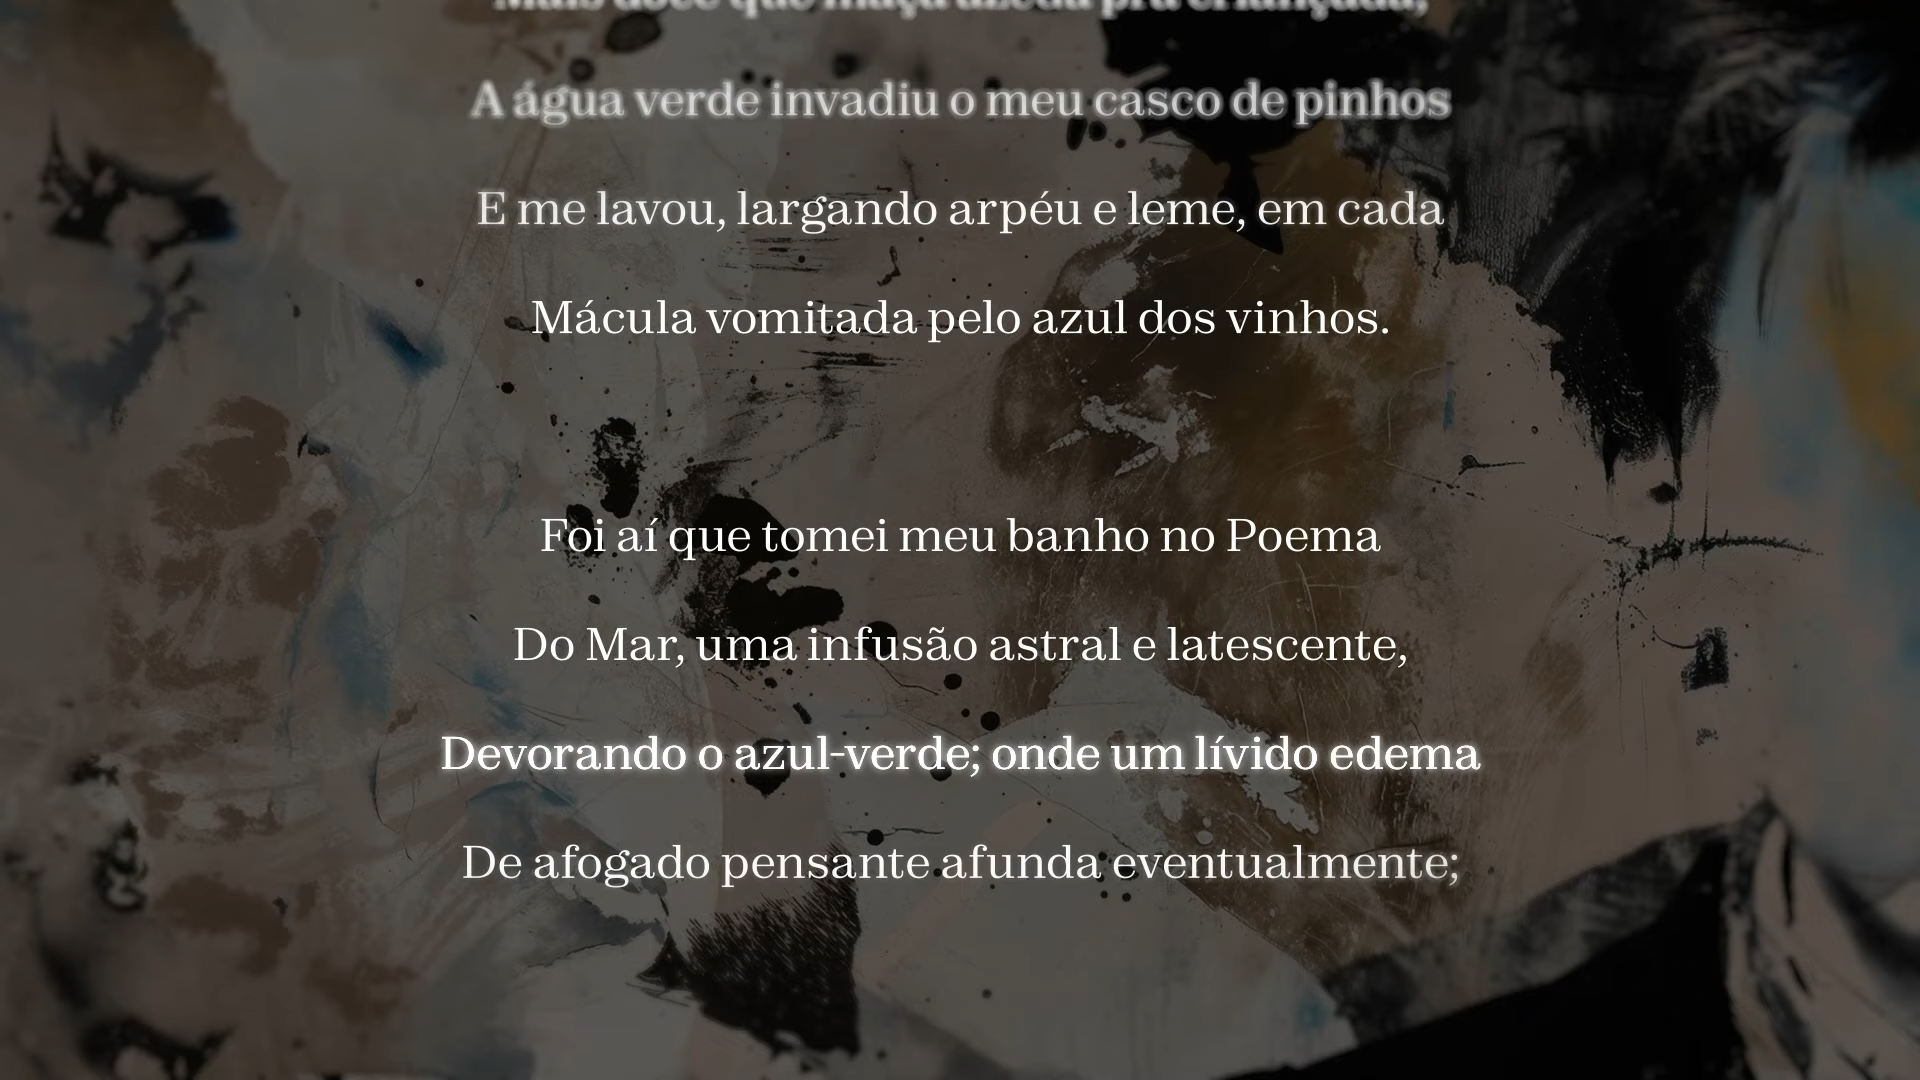 Mais doce que maçã azeda pra criançada,
A água verde invadiu o meu casco de pinhos
E me lavou, largando arpéu e leme, em cada
Mácula vomitada pelo azul dos vinhos.
Foi aí que tomei meu banho no Poema
Do Mar, uma infusão astral e latescente,
Devorando o azul-verde; onde um lívido edema
De afogado pensante afunda eventualmente;